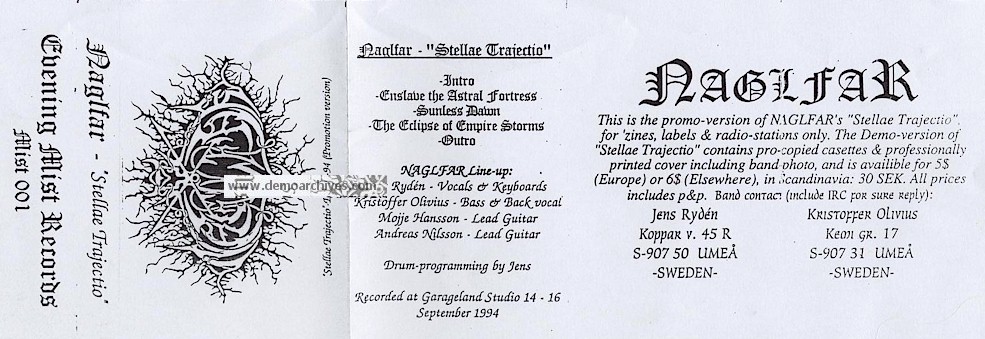 Evening Mist Records
Mist 001
Naglfar - 'Stellae Trajectio'
'Stellae Trajectio' 94 (Promotion version)
www.demoarchives.com
Naglfar - "Stellae Trajectio"
-Intro
-Enslave the Astral Fortress
-Sunless Dawn
-The Eclipse of Empire Storms
-Outro
NAGLFAR Line-up:
Rydén - Vocals & Keyboards
Kristoffer Olivius - Bass & Back vocal
Mojje Hansson - Lead Guitar
Andreas Nilsson - Lead Guitar
Drum-programming by Jens
Recorded at Garageland Studio 14 - 16
September 1994
NAGLFAR
This is the promo-version of NAGLFAR's "Stellae Trajectio",
for 'zines, labels & radio-stations only. The Demo-version of
"Stellae Trajectio" contains pro-copied casettes & professionally
printed cover including band-photo, and is availible for 5$
(Europe) or 6$ (Elsewhere), in Scandinavia: 30 SEK. All prices
includes p&p. Band contact (include IRC for sure reply):
Jens Rydén
Koppar v. 45 R
S-907 50 UMEÅ
-SWEDEN-
Kristoffer Olivius
Keon gr. 17
S-907 31 UMEÅ
-SWEDEN-